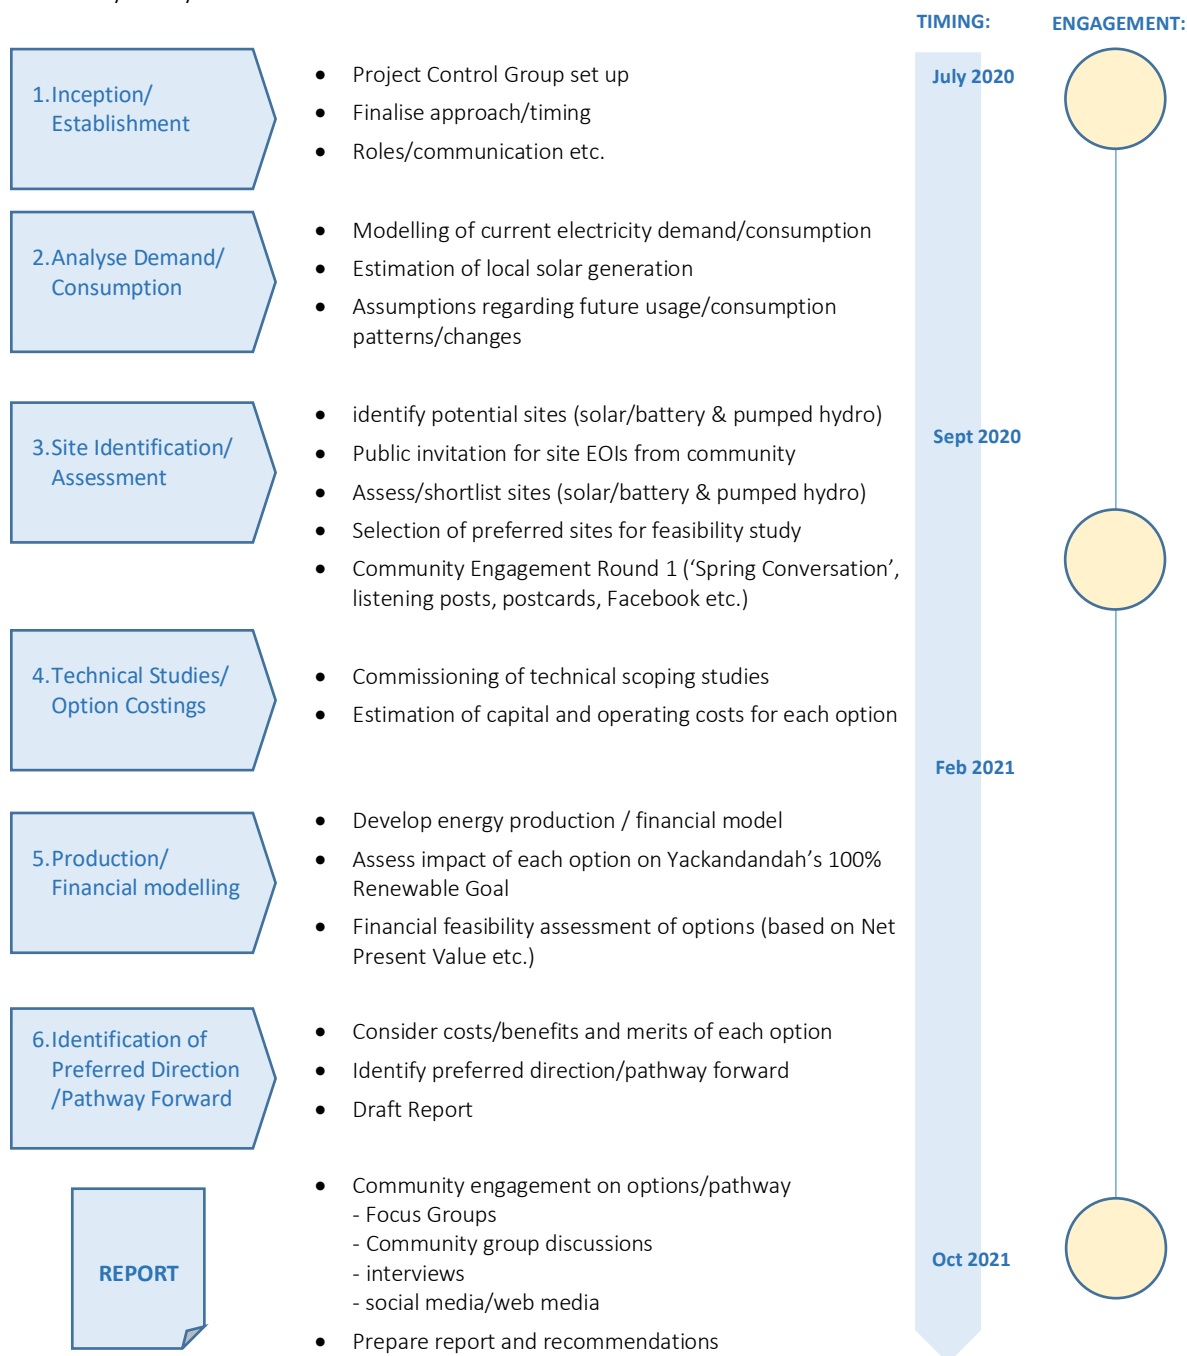 TIMING:
ENGAGEMENT:
1.Inception/
Establishment
• Project Control Group set up
• Finalise approach/timing
• Roles/communication etc.
July 2020
2.Analyse Demand/
Consumption
• Modelling of current electricity demand/consumption
• Estimation of local solar generation
• Assumptions regarding future usage/consumption
patterns/changes
3.Site Identification/
Assessment
• identify potential sites (solar/battery & pumped hydro)
• Public invitation for site EOIs from community
• Assess/shortlist sites (solar/battery & pumped hydro)
• Selection of preferred sites for feasibility study
• Community Engagement Round 1 (‘Spring Conversation’,
listening posts, postcards, Facebook etc.)
Sept 2020
4.Technical Studies/
Option Costings
• Commissioning of technical scoping studies
• Estimation of capital and operating costs for each option
Feb 2021
5.Production/
Financial modelling
• Develop energy production / financial model
• Assess impact of each option on Yackandandah’s 100%
Renewable Goal
• Financial feasibility assessment of options (based on Net
Present Value etc.)
6.Identification of
Preferred Direction
/Pathway Forward
• Consider costs/benefits and merits of each option
• Identify preferred direction/pathway forward
• Draft Report
REPORT
• Community engagement on options/pathway
- Focus Groups
- Community group discussions
- interviews
- social media/web media
• Prepare report and recommendations
Oct 2021